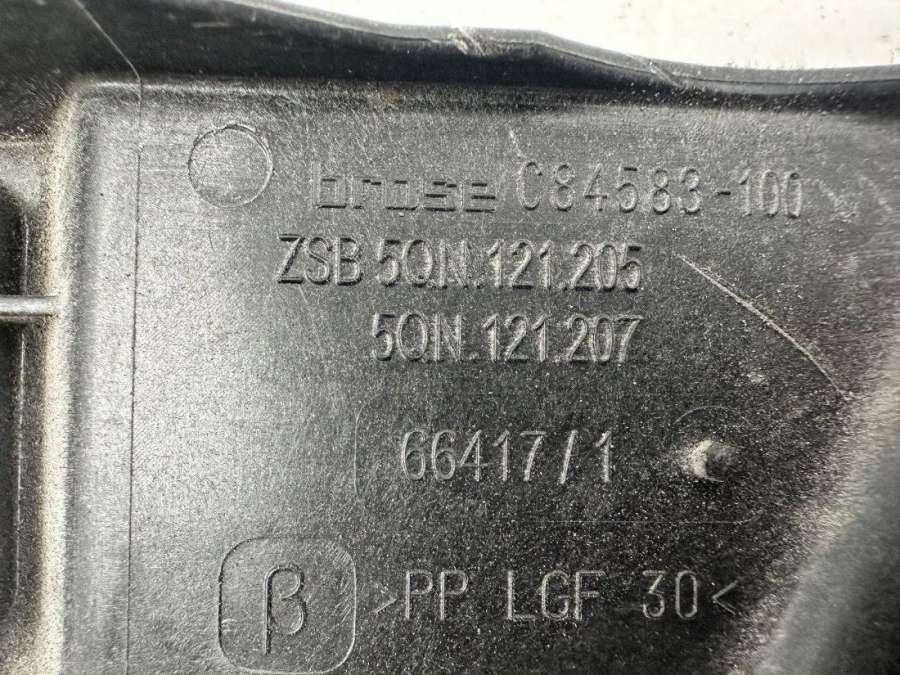 brose C84583-100
ZSB 5QN.121.205
5QN.121.207
66417/1
β >PP LGF 30<